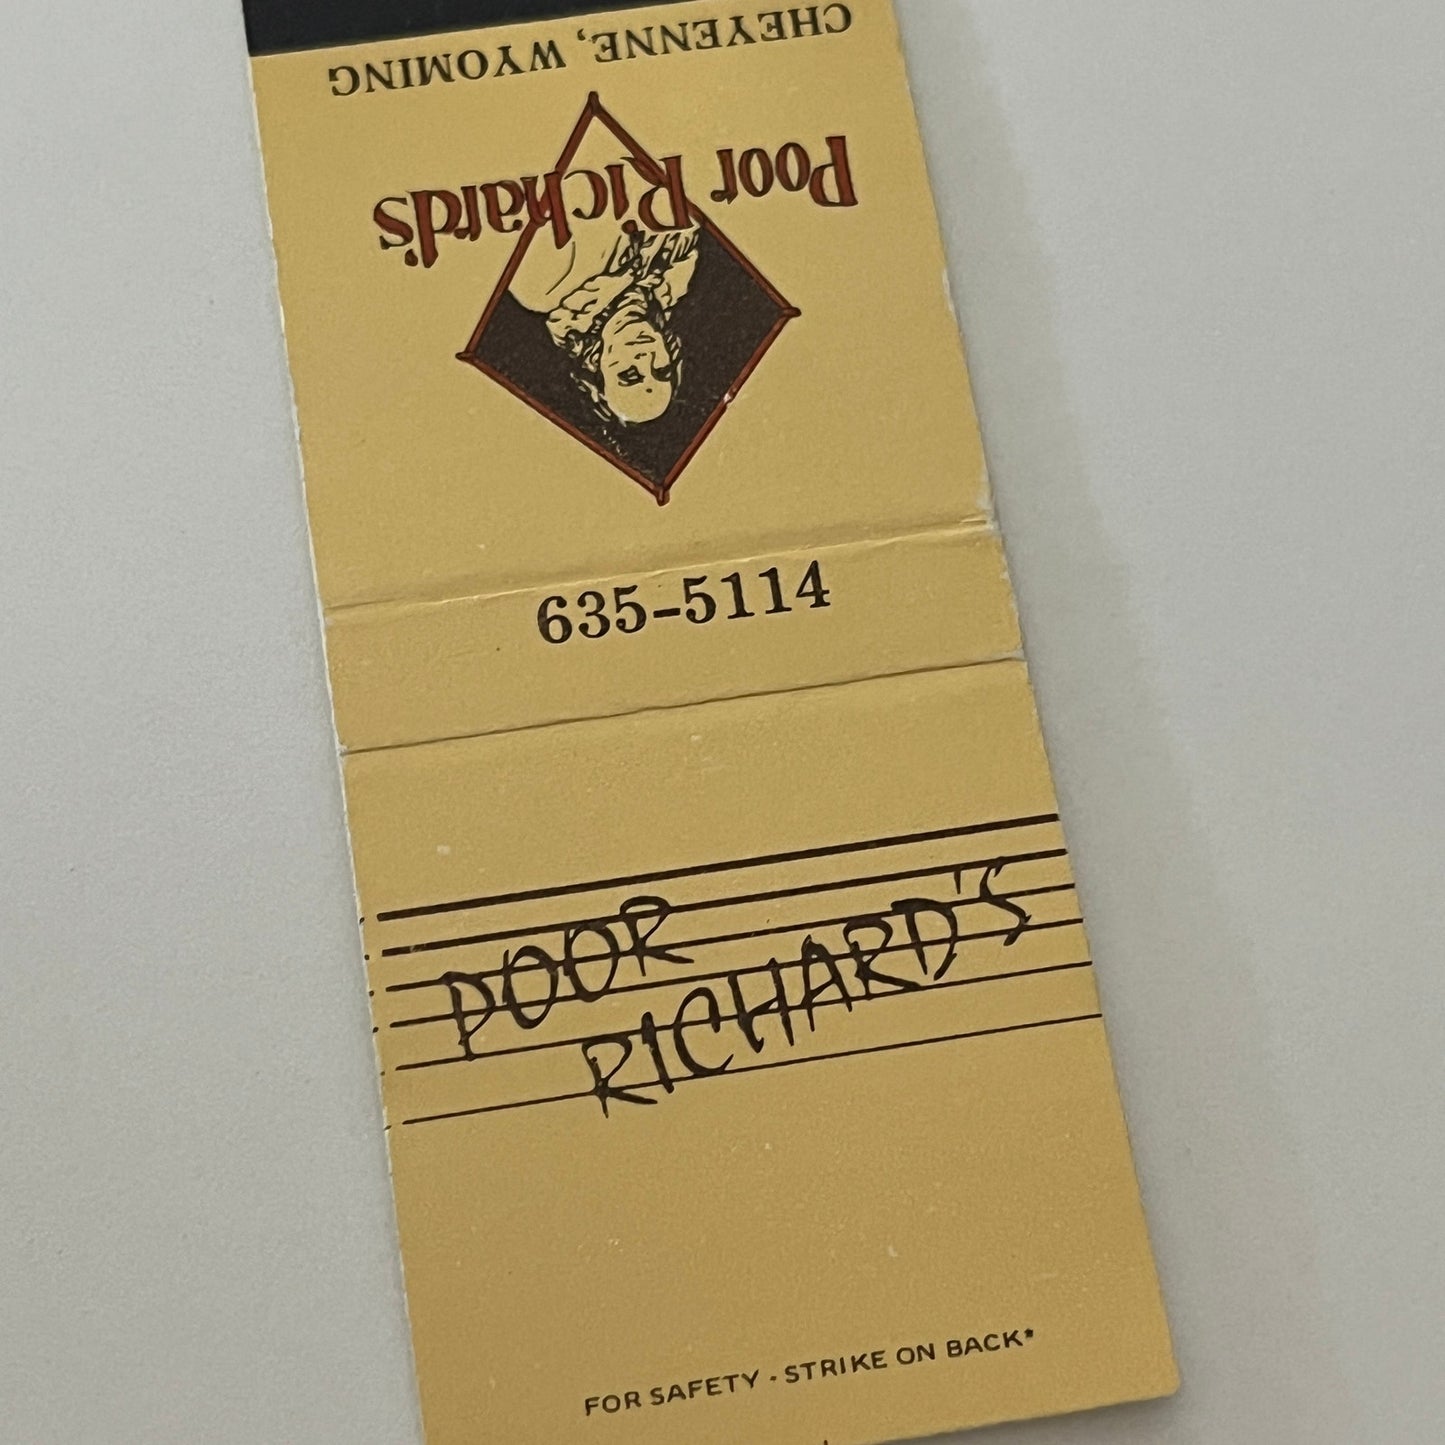 CHEYENNE, WYOMING
Poor Richard's
635-5114
POOR
RICHARD'S
FOR SAFETY - STRIKE ON BACK*